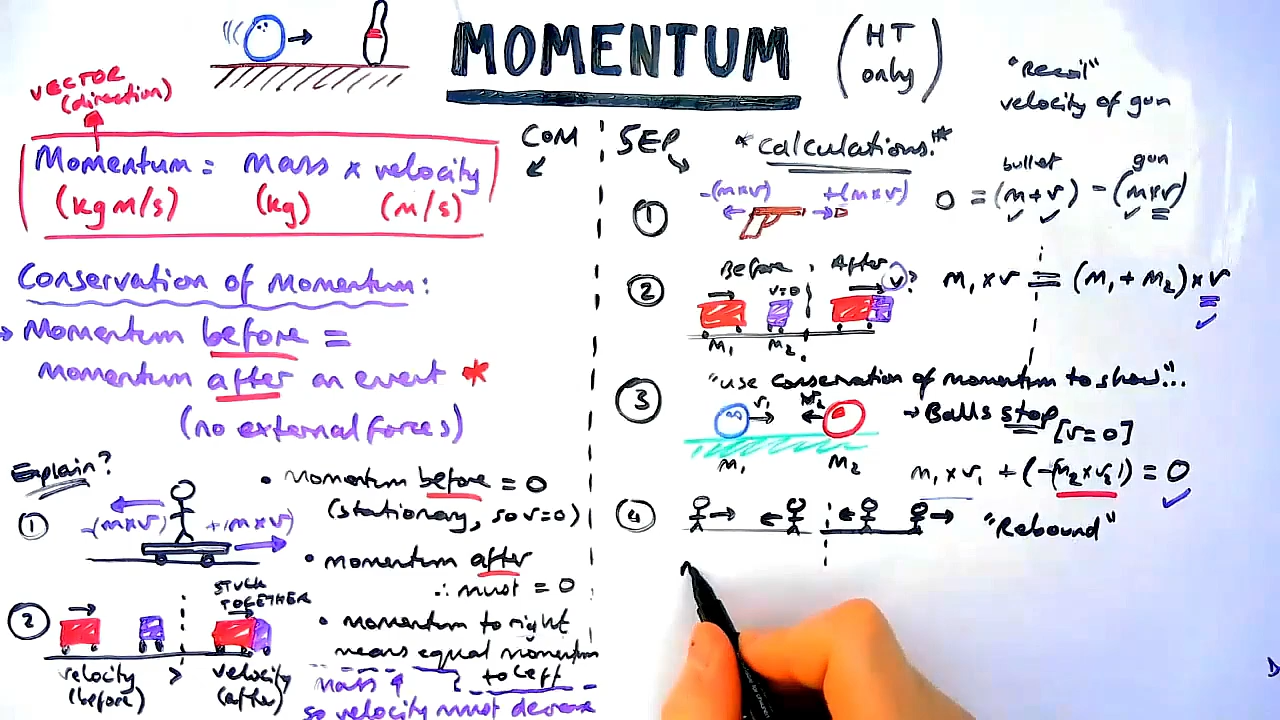 MOMENTUM
(HT only)
VECTOR
(direction)
Momentum = mass × velocity
(kgm/s) (kg) (m/s)
Conservation of Momentum:
→ Momentum before =
momentum after an event *
(no external forces)
Explain?
①
-(m×v) +(m×v)
• Momentum before = 0
(stationary, so v=0)
• momentum after
∴ must = 0
• momentum to right
means equal momentum
to left
②
STUCK
TOGETHER
velocity
(before)
>
velocity
(after)
mass ↑
so velocity must decrease
COM
SEP
*calculations!*
"Recoil"
velocity of gun
①
-(m×v) +(m×v)
bullet gun
0 = (m+v) - (m×v)
②
Before After
v=0 v?
M₁ M₂
m₁×v = (m₁+m₂)×v
③
"use conservation of momentum to show"...
v₁ v₂
M₁ M₂
→ Balls stop
[v=0]
m₁×v₁ + (-(m₂×v₂)) = 0
④
"Rebound"